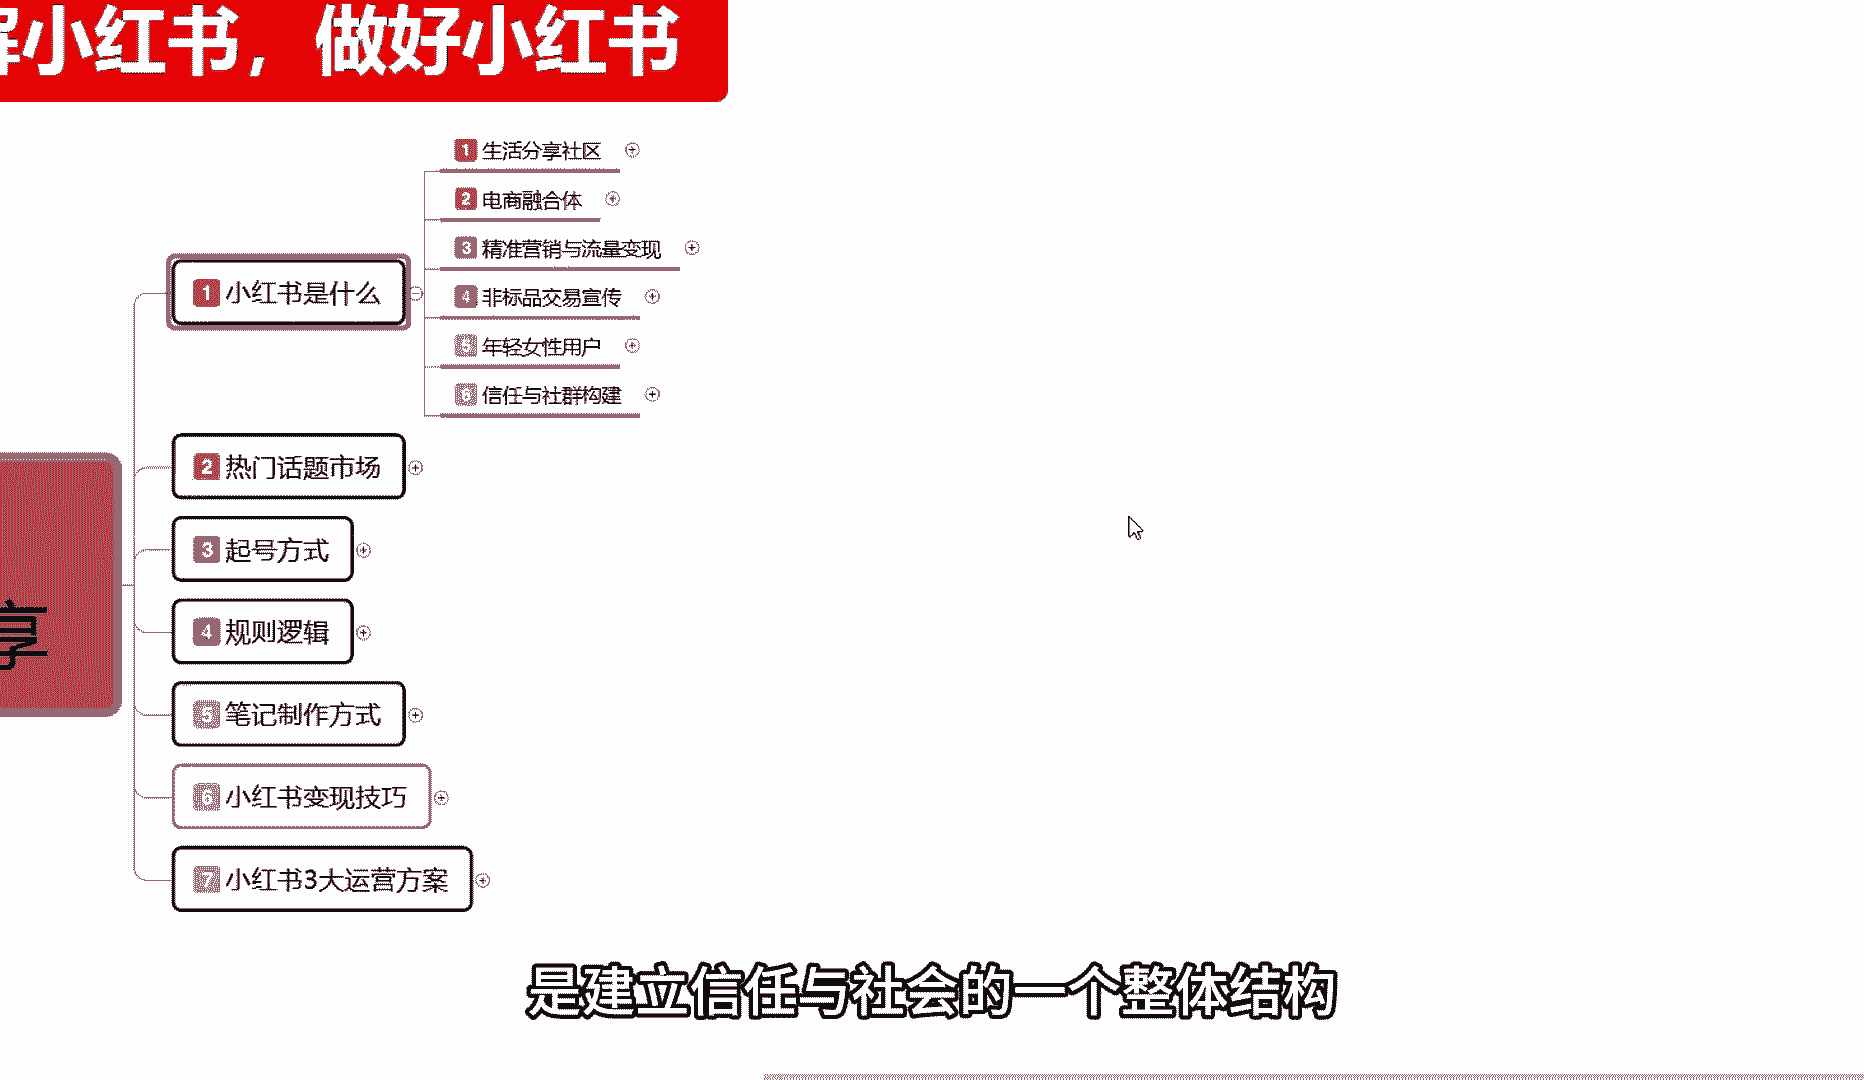 解小红书，做好小红书
1 生活分享社区
2 电商融合体
3 精准营销与流量变现
1 小红书是什么
4 非标品交易宣传
5 年轻女性用户
6 信任与社群构建
2 热门话题市场
3 起号方式
4 规则逻辑
享
5 笔记制作方式
6 小红书变现技巧
7 小红书3大运营方案
是建立信任与社会的一个整体结构